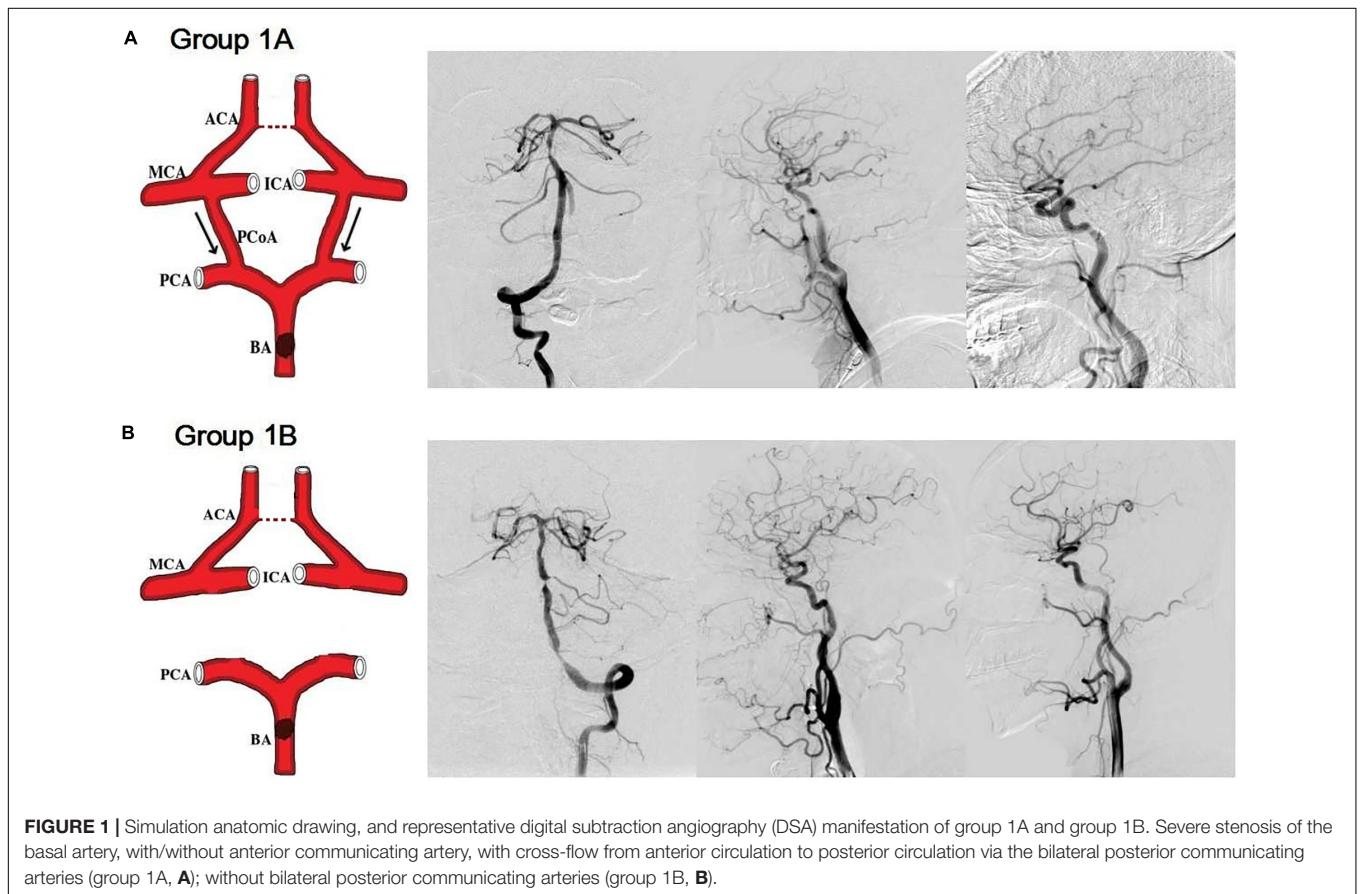 A Group 1A
ACA
MCA
ICA
PCoA
PCA
BA
B Group 1B
ACA
MCA
ICA
PCA
BA
FIGURE 1 | Simulation anatomic drawing, and representative digital subtraction angiography (DSA) manifestation of group 1A and group 1B. Severe stenosis of the
basal artery, with/without anterior communicating artery, with cross-flow from anterior circulation to posterior circulation via the bilateral posterior communicating
arteries (group 1A, A); without bilateral posterior communicating arteries (group 1B, B).